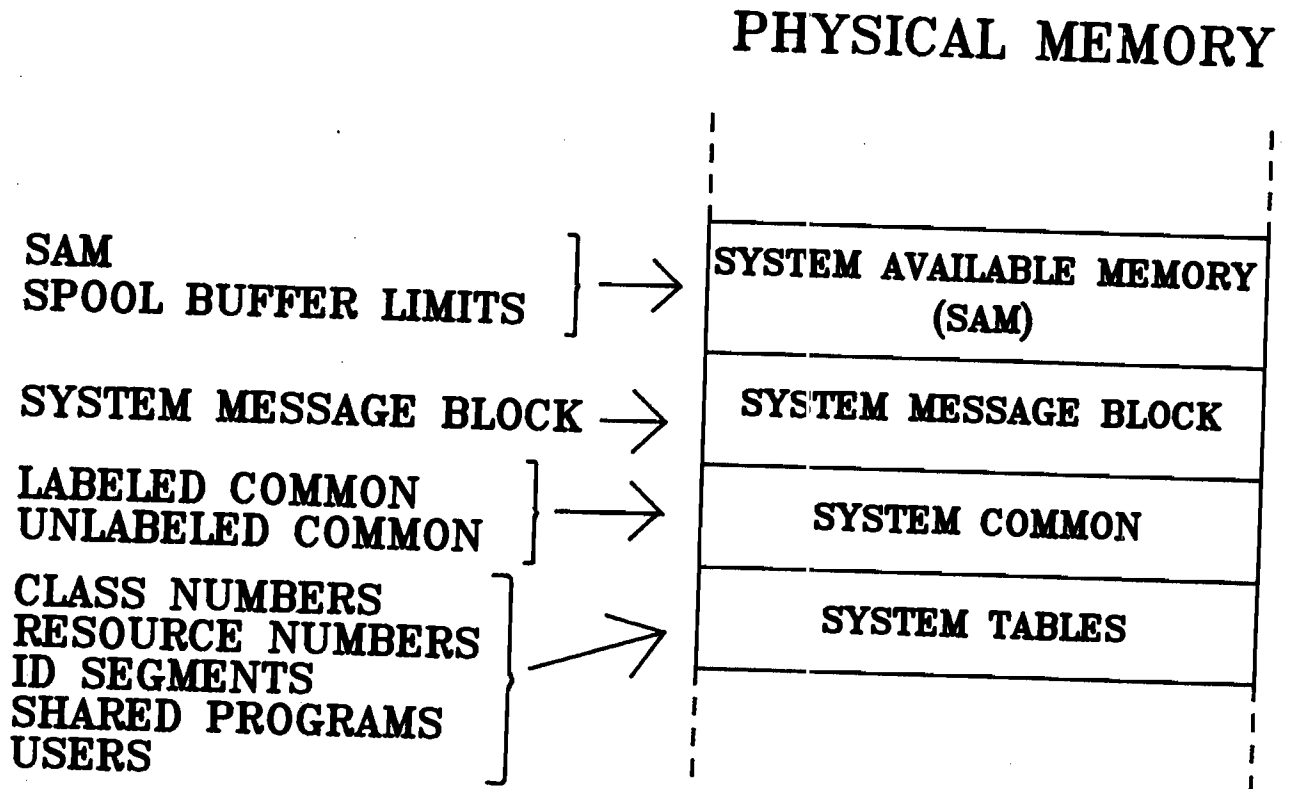 PHYSICAL MEMORY
SAM
SPOOL BUFFER LIMITS
SYSTEM AVAILABLE MEMORY
(SAM)
SYSTEM MESSAGE BLOCK
SYSTEM MESSAGE BLOCK
LABELED COMMON
UNLABELED COMMON
SYSTEM COMMON
CLASS NUMBERS
RESOURCE NUMBERS
ID SEGMENTS
SHARED PROGRAMS
USERS
SYSTEM TABLES